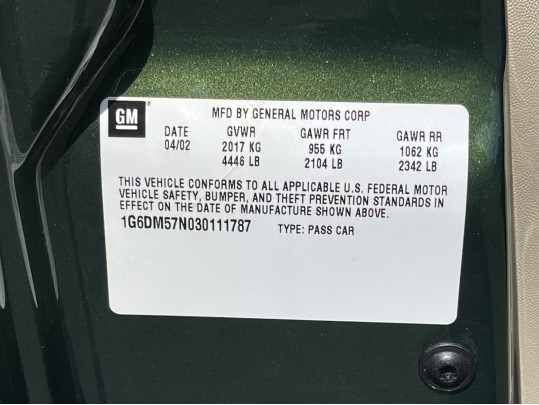 GM MFD BY GENERAL MOTORS CORP
DATE GVWR GAWR FRT GAWR RR
04/02 2017 KG 955 KG 1062 KG
4446 LB 2104 LB 2342 LB
THIS VEHICLE CONFORMS TO ALL APPLICABLE U.S. FEDERAL MOTOR
VEHICLE SAFETY, BUMPER, AND THEFT PREVENTION STANDARDS IN
EFFECT ON THE DATE OF MANUFACTURE SHOWN ABOVE.
1G6DM57N030111787 TYPE: PASS CAR